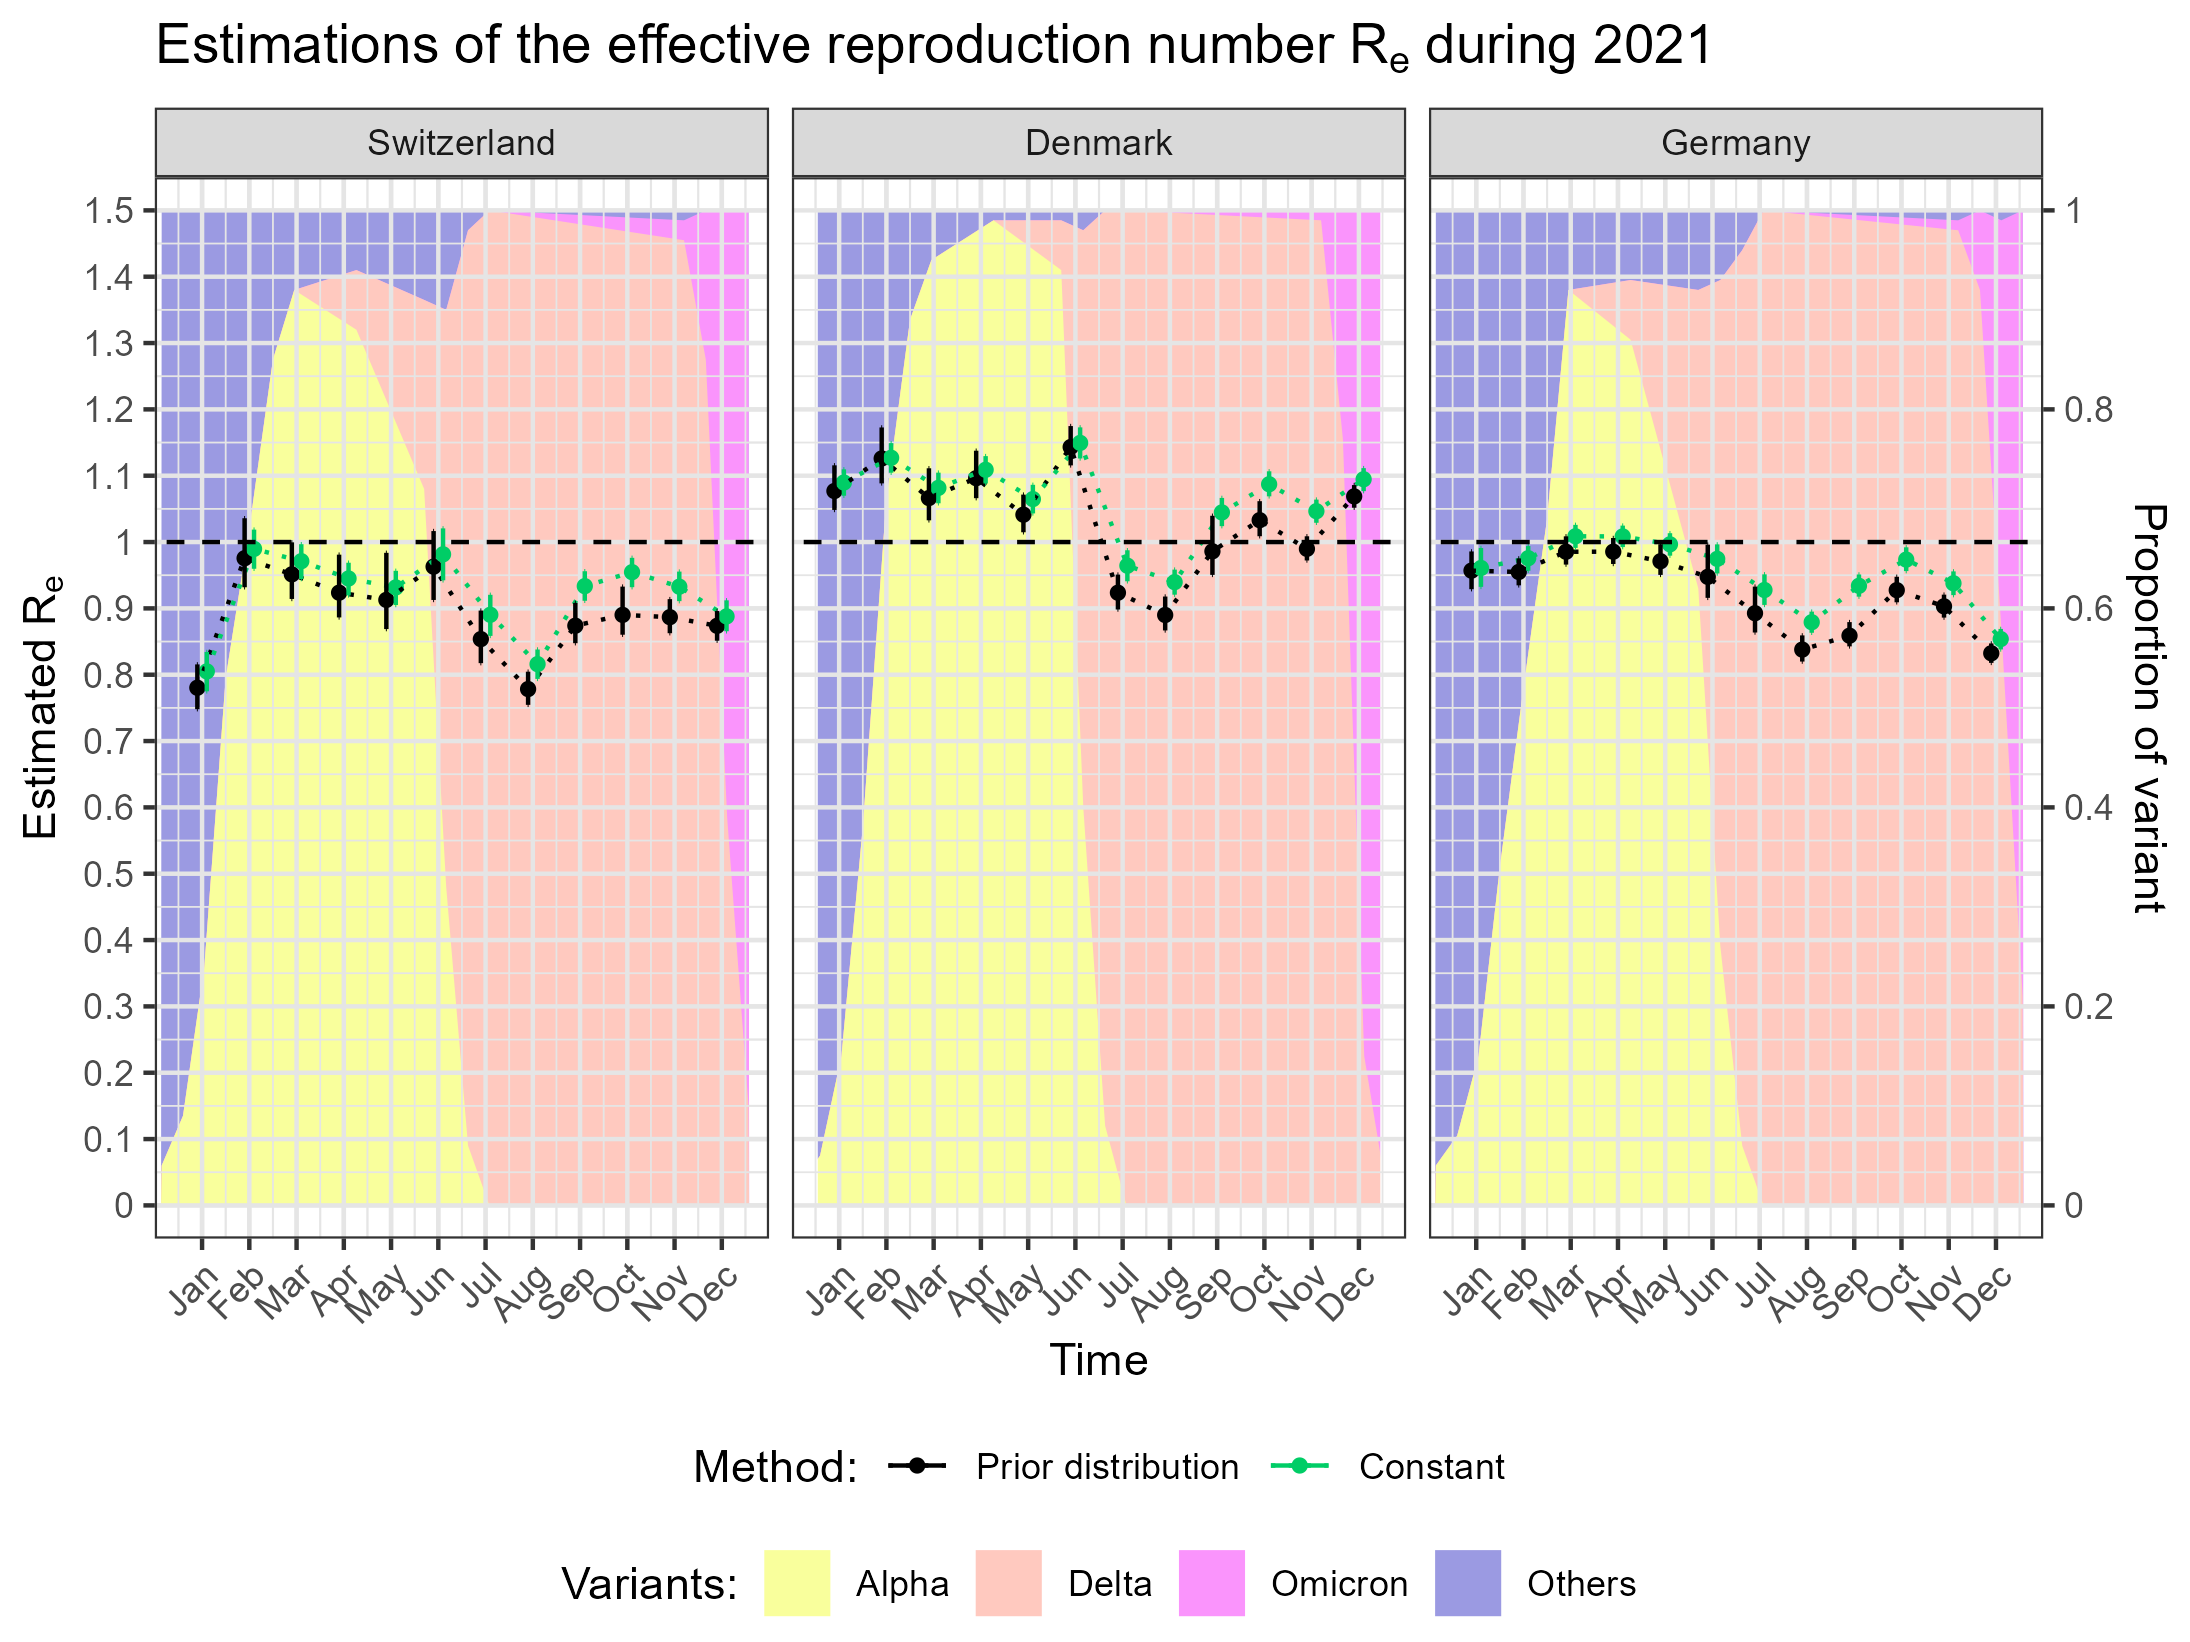 Estimations of the effective reproduction number Re during 2021
Switzerland Denmark Germany
Estimated Re
1.5
1.4
1.3
1.2
1.1
1
0.9
0.8
0.7
0.6
0.5
0.4
0.3
0.2
0.1
0
1
0.8
0.6
0.4
0.2
0
Proportion of variant
Jan Feb Mar Apr May Jun Jul Aug Sep Oct Nov Dec
Jan Feb Mar Apr May Jun Jul Aug Sep Oct Nov Dec
Jan Feb Mar Apr May Jun Jul Aug Sep Oct Nov Dec
Time
Method: Prior distribution Constant
Variants: Alpha Delta Omicron Others